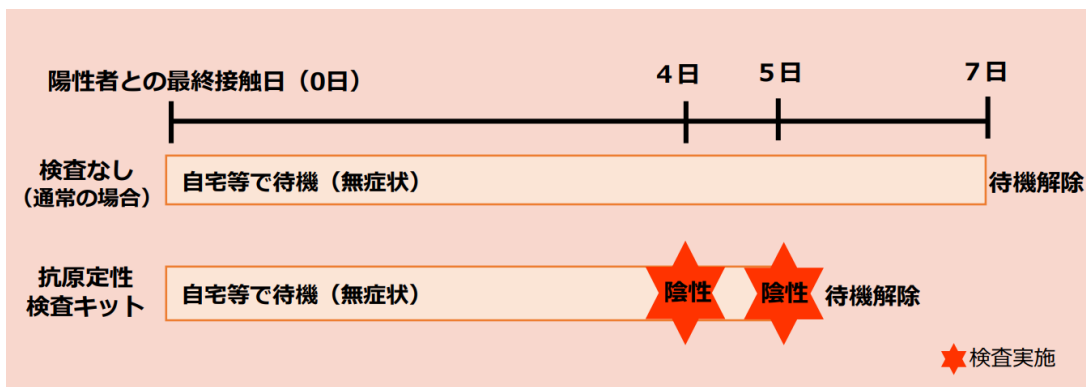 陽性者との最終接触日（0日）
４日
５日
７日
検査なし
（通常の場合）
自宅等で待機（無症状）
待機解除
抗原定性
検査キット
自宅等で待機（無症状）
陰性
陰性
待機解除
検査実施